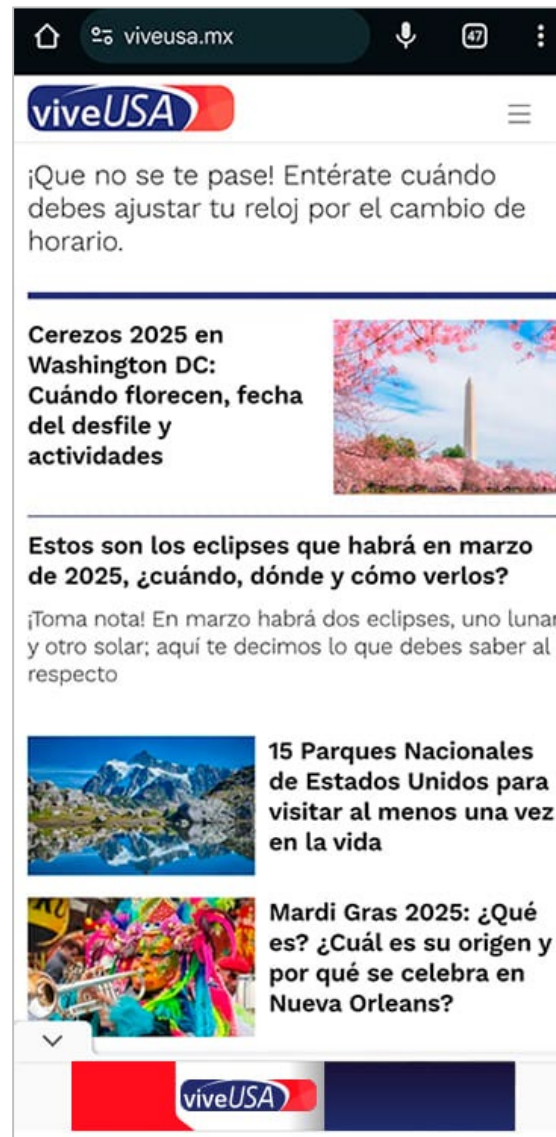 viveusa.mx
47
viveUSA
¡Que no se te pase! Entérate cuándo
debes ajustar tu reloj por el cambio de
horario.
Cerezos 2025 en
Washington DC:
Cuándo florecen, fecha
del desfile y
actividades
Estos son los eclipses que habrá en marzo
de 2025, ¿cuándo, dónde y cómo verlos?
¡Toma nota! En marzo habrá dos eclipses, uno lunar
y otro solar; aquí te decimos lo que debes saber al
respecto
15 Parques Nacionales
de Estados Unidos para
visitar al menos una vez
en la vida
Mardi Gras 2025: ¿Qué
es? ¿Cuál es su origen y
por qué se celebra en
Nueva Orleans?
viveUSA